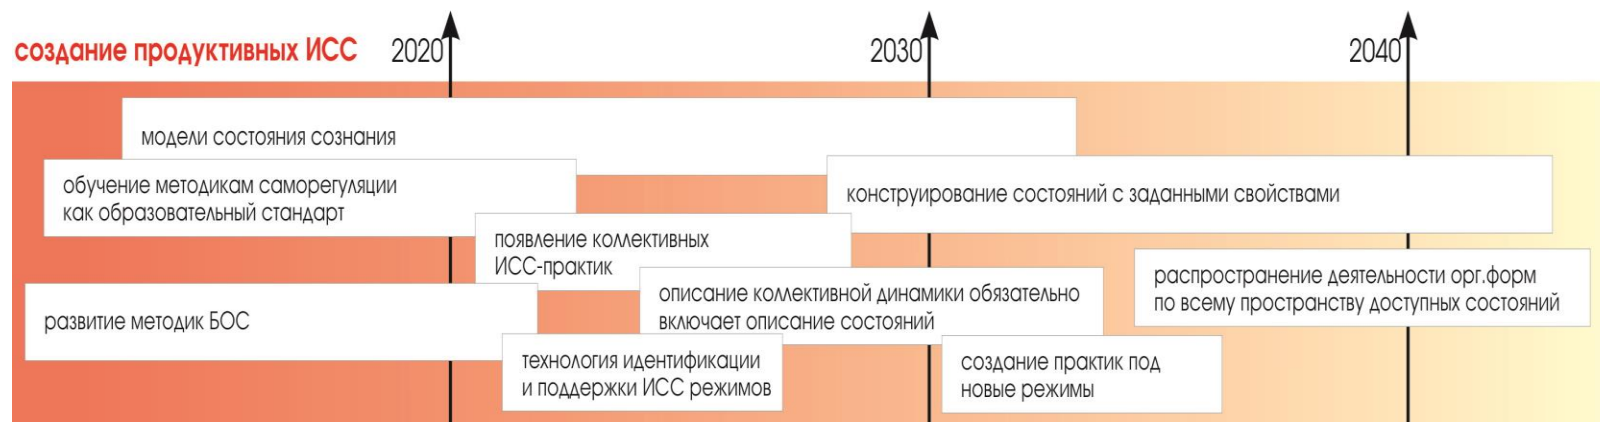 создание продуктивных ИСС
2020
2030
2040
модели состояния сознания
обучение методикам саморегуляции
как образовательный стандарт
конструирование состояний с заданными свойствами
появление коллективных
ИСС-практик
распространение деятельности орг.форм
по всему пространству доступных состояний
описание коллективной динамики обязательно
включает описание состояний
развитие методик БОС
технология идентификации
и поддержки ИСС режимов
создание практик под
новые режимы